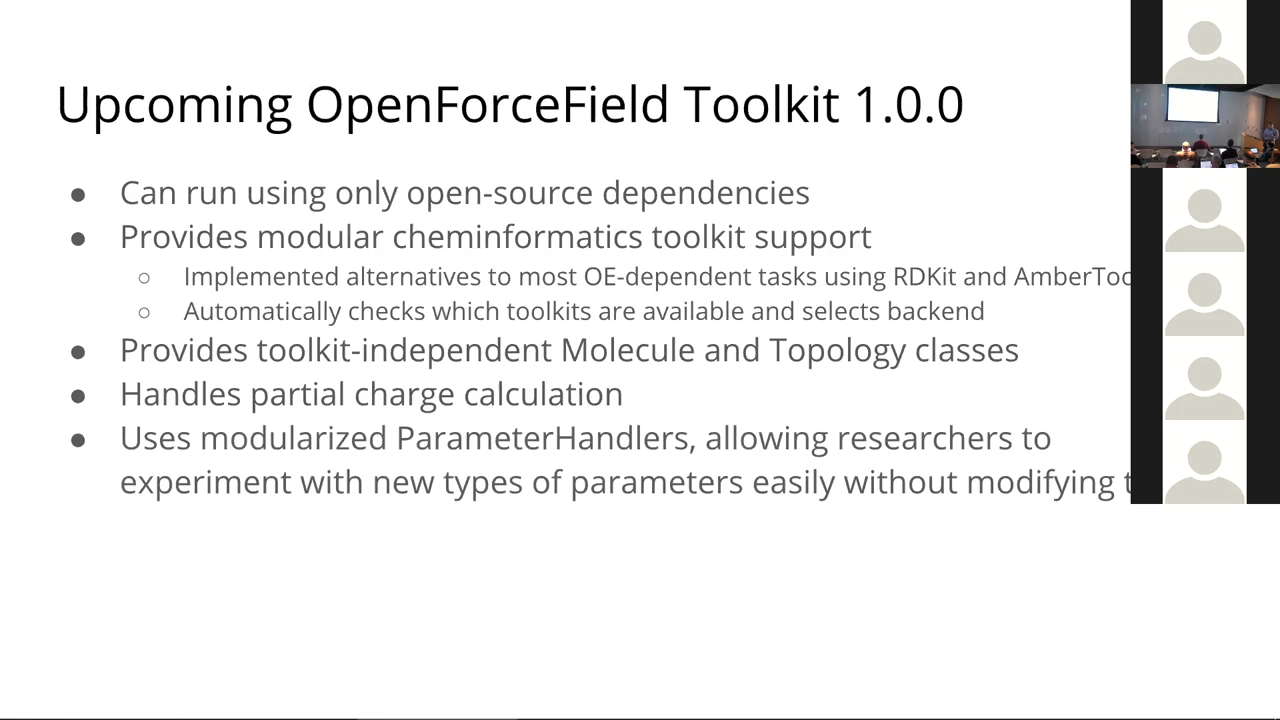 Upcoming OpenForceField Toolkit 1.0.0
● Can run using only open-source dependencies
● Provides modular cheminformatics toolkit support
○ Implemented alternatives to most OE-dependent tasks using RDKit and
○ Automatically checks which toolkits are available and selects backend
● Provides toolkit-independent Molecule and Topology classes
● Handles partial charge calculation
● Uses modularized ParameterHandlers, allowing researchers to
experiment with new types of parameters easily without modifying